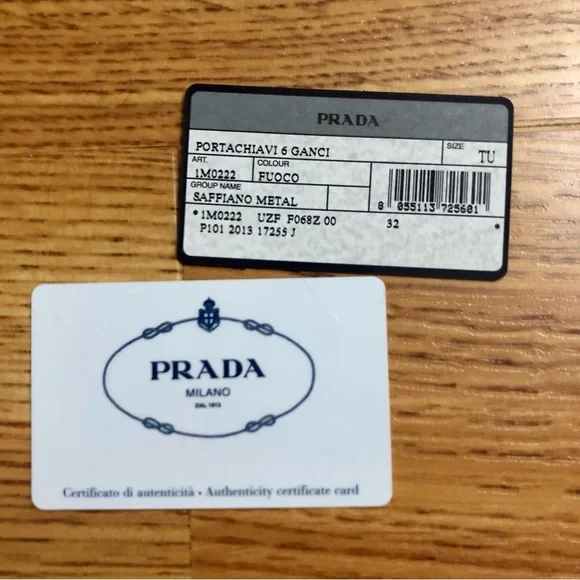 PRADA
PORTACHIAVI 6 GANCI
SIZE
TU
ART.
1M0222
COLOUR
FUOCO
GROUP NAME
SAFFIANO METAL
8 055113 725601
*1M0222 UZF F068Z 00 32 *
P101 2013 17255 J
PRADA
MILANO
DAL 1913
Certificato di autenticità • Authenticity certificate card